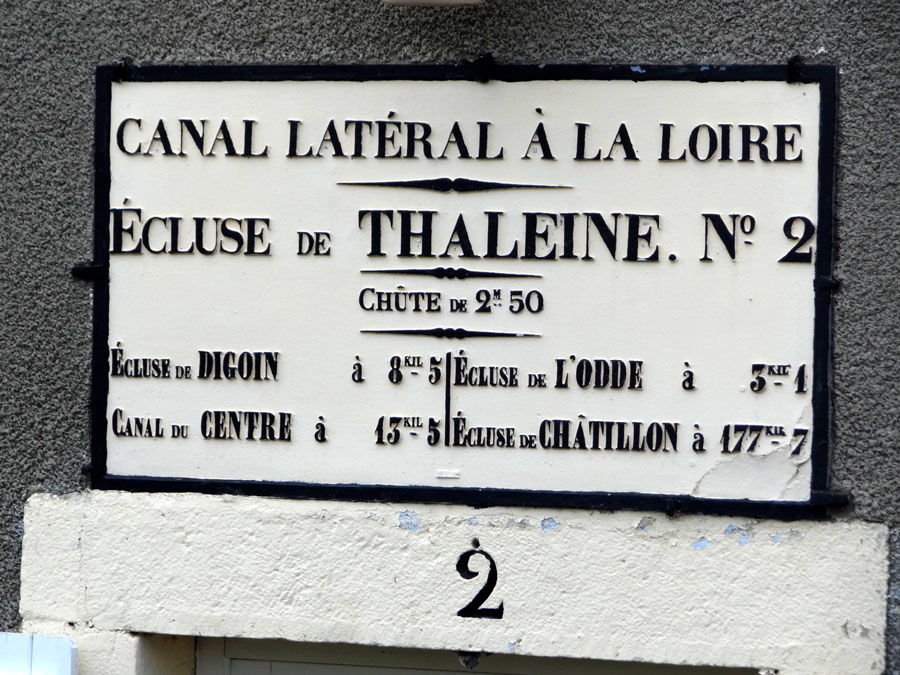 CANAL LATÉRAL À LA LOIRE
ÉCLUSE DE THALEINE. Nº 2
CHÛTE DE 2M 50
ÉCLUSE DE DIGOIN à 8KIL 5
CANAL DU CENTRE à 13KIL 5
ÉCLUSE DE L'ODDE à 3KIL 1
ÉCLUSE DE CHÂTILLON à 177KIL 7
2